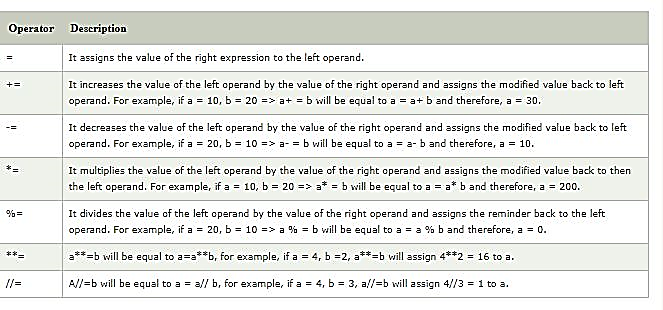 Operator Description
= It assigns the value of the right expression to the left operand.
+= It increases the value of the left operand by the value of the right operand and assigns the modified value back to left
operand. For example, if a = 10, b = 20 => a+ = b will be equal to a = a+ b and therefore, a = 30.
-= It decreases the value of the left operand by the value of the right operand and assigns the modified value back to left
operand. For example, if a = 20, b = 10 => a- = b will be equal to a = a- b and therefore, a = 10.
*= It multiplies the value of the left operand by the value of the right operand and assigns the modified value back to then
the left operand. For example, if a = 10, b = 20 => a* = b will be equal to a = a* b and therefore, a = 200.
%= It divides the value of the left operand by the value of the right operand and assigns the reminder back to the left
operand. For example, if a = 20, b = 10 => a % = b will be equal to a = a % b and therefore, a = 0.
**= a**=b will be equal to a=a**b, for example, if a = 4, b =2, a**=b will assign 4**2 = 16 to a.
//= A//=b will be equal to a = a// b, for example, if a = 4, b = 3, a//=b will assign 4//3 = 1 to a.